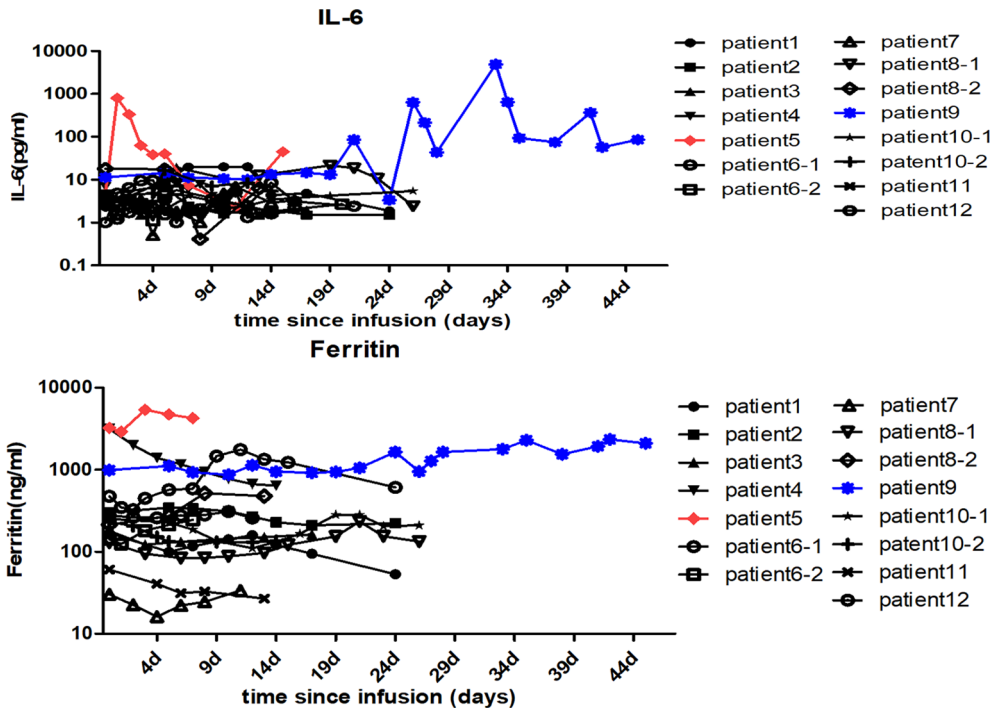 IL-6
IL-6(pg/ml)
10000
1000
100
10
1
0.1
4d
9d
14d
19d
24d
29d
34d
39d
44d
time since infusion (days)
patient1
patient2
patient3
patient4
patient5
patient6-1
patient6-2
patient7
patient8-1
patient8-2
patient9
patient10-1
patent10-2
patient11
patient12
Ferritin
Ferritin(ng/ml)
10000
1000
100
10
4d
9d
14d
19d
24d
29d
34d
39d
44d
time since infusion (days)
patient1
patient2
patient3
patient4
patient5
patient6-1
patient6-2
patient7
patient8-1
patient8-2
patient9
patient10-1
patent10-2
patient11
patient12